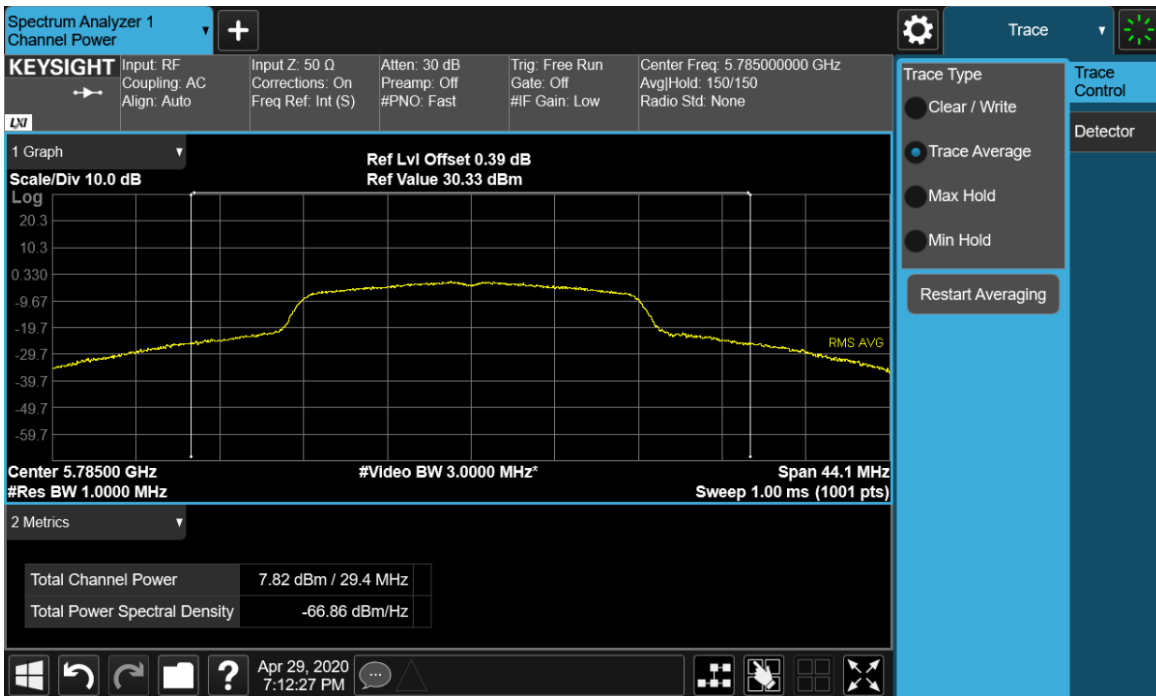 Spectrum Analyzer 1
Channel Power
+
Trace
KEYSIGHT
LXI
Input: RF
Coupling: AC
Align: Auto
Input Z: 50 Ω
Corrections: On
Freq Ref: Int (S)
Atten: 30 dB
Preamp: Off
#PNO: Fast
Trig: Free Run
Gate: Off
#IF Gain: Low
Center Freq: 5.785000000 GHz
Avg|Hold: 150/150
Radio Std: None
Trace Type
Clear / Write
Trace Average
Max Hold
Min Hold
Restart Averaging
Trace
Control
Detector
1 Graph
Scale/Div 10.0 dB
Ref Lvl Offset 0.39 dB
Ref Value 30.33 dBm
Log
20.3
10.3
0.330
-9.67
-19.7
-29.7
-39.7
-49.7
-59.7
RMS AVG
Center 5.78500 GHz
#Video BW 3.0000 MHz*
Span 44.1 MHz
#Res BW 1.0000 MHz
Sweep 1.00 ms (1001 pts)
2 Metrics
Total Channel Power 7.82 dBm / 29.4 MHz
Total Power Spectral Density -66.86 dBm/Hz
?
Apr 29, 2020
7:12:27 PM